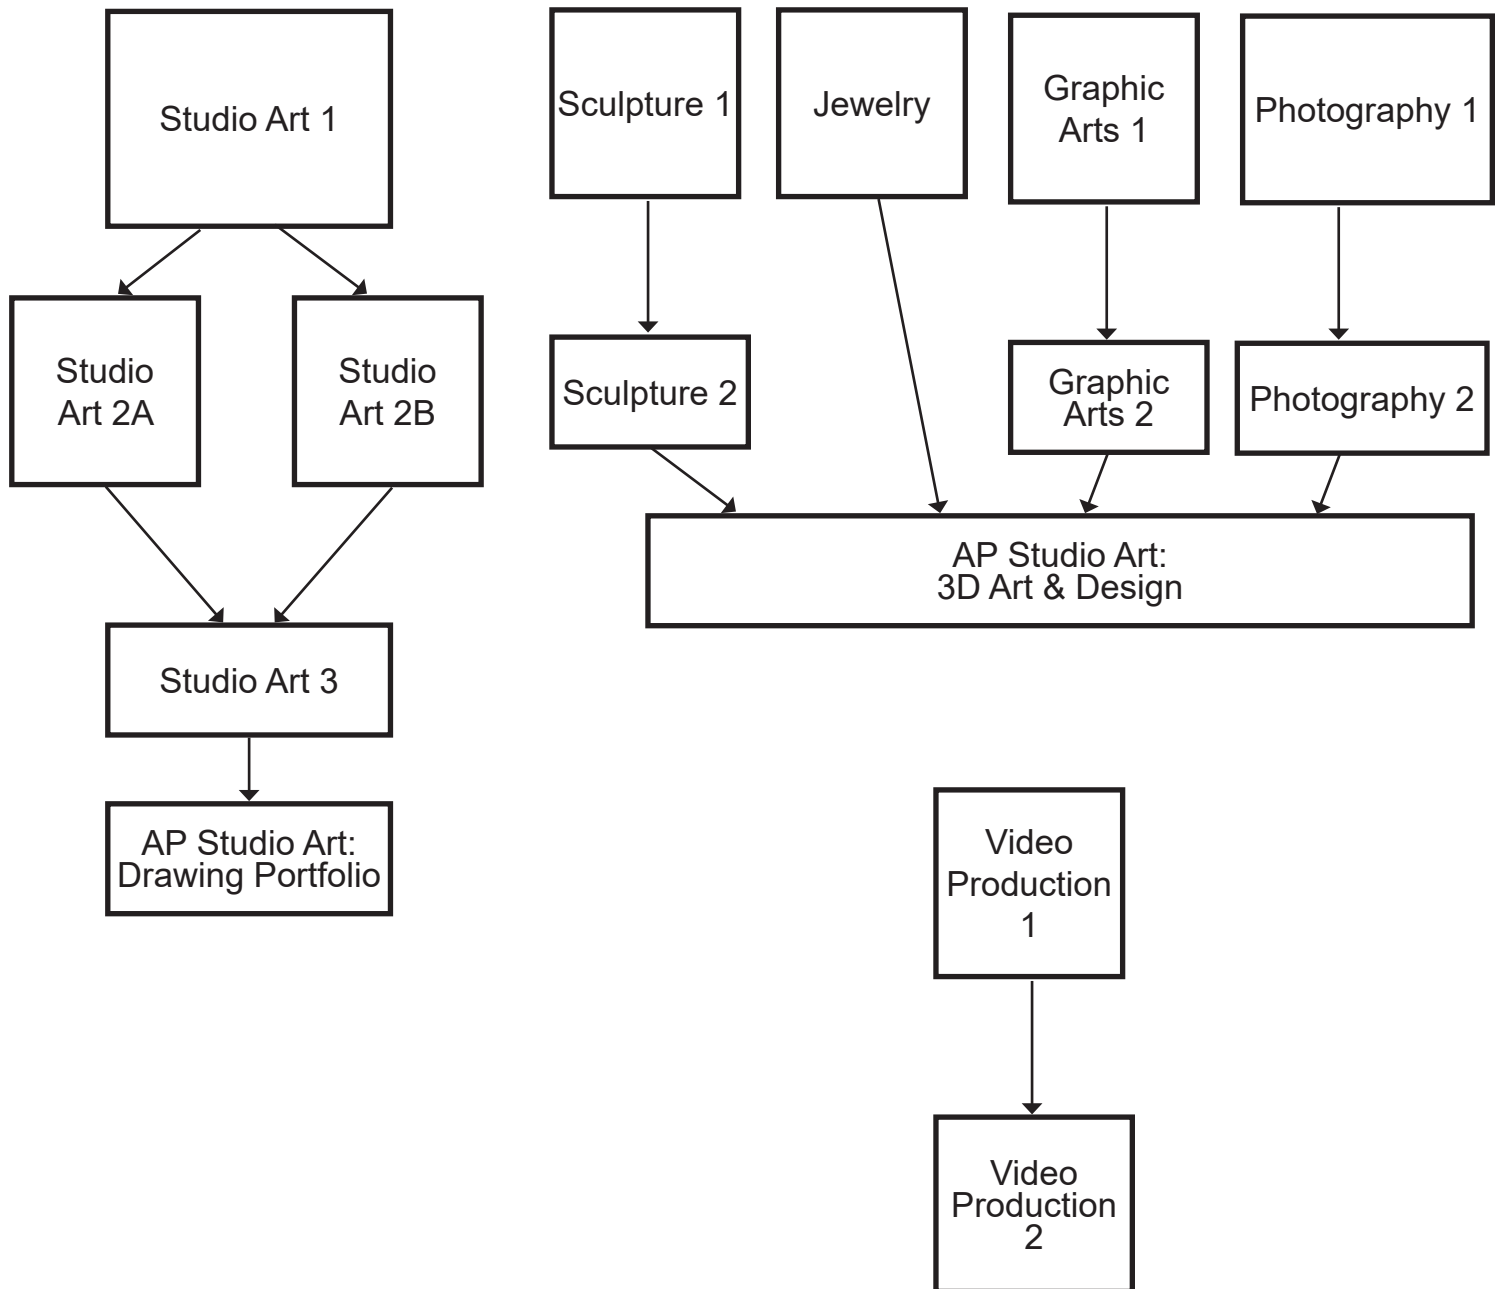 Studio Art 1
Sculpture 1
Jewelry
Graphic
Arts 1
Photography 1
Studio
Art 2A
Studio
Art 2B
Sculpture 2
Graphic
Arts 2
Photography 2
AP Studio Art:
3D Art & Design
Studio Art 3
AP Studio Art:
Drawing Portfolio
Video
Production
1
Video
Production
2